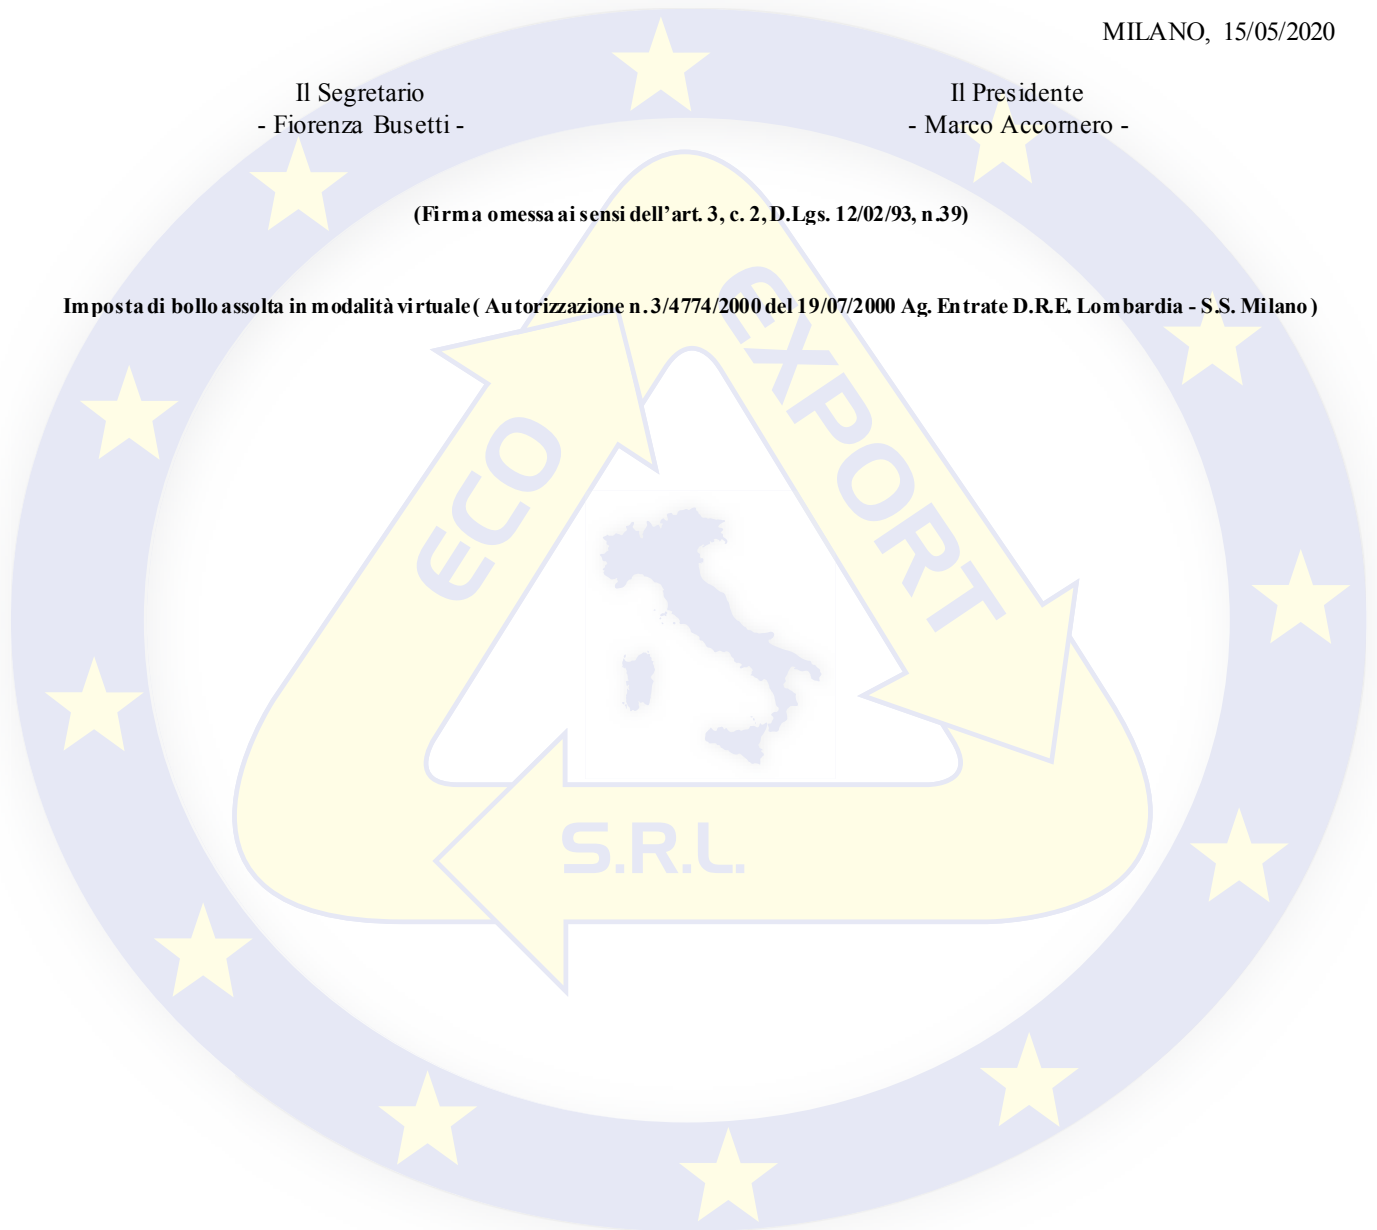 MILANO, 15/05/2020
Il Segretario
- Fiorenza Busetti -
Il Presidente
- Marco Accornero -
(Firma omessa ai sensi dell’art. 3, c. 2, D.Lgs. 12/02/93, n.39)
Imposta di bollo assolta in modalità virtuale ( Autorizzazione n. 3/4774/2000 del 19/07/2000 Ag. Entrate D.R.E. Lombardia - S.S. Milano )
ECO
EXPORT
S.R.L.